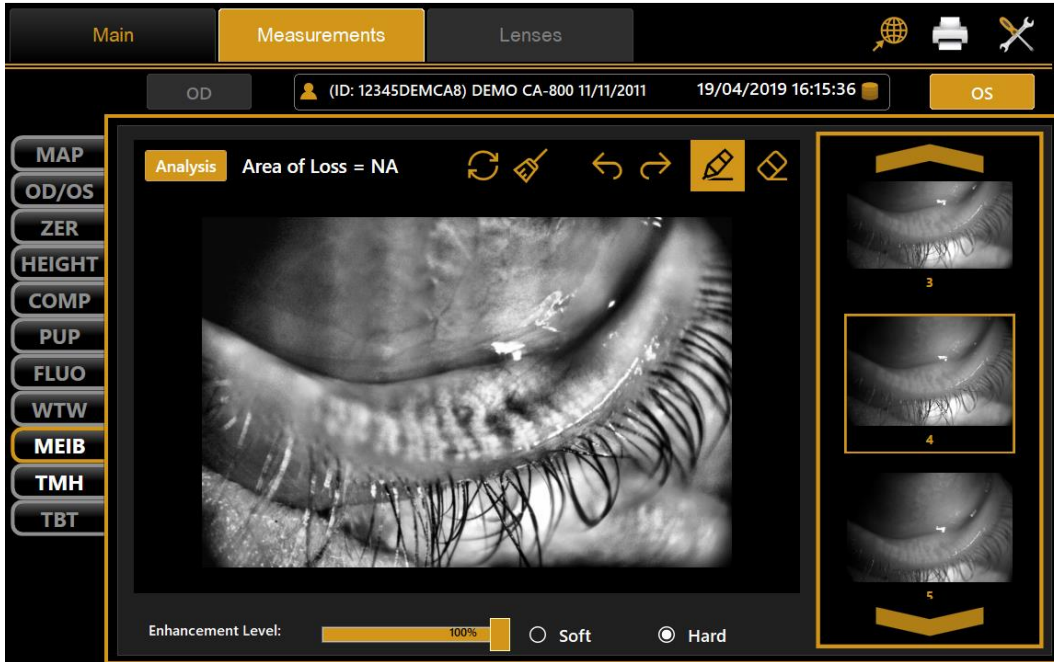 Main Measurements Lenses
OD (ID: 12345DEMCA8) DEMO CA-800 11/11/2011 19/04/2019 16:15:36 OS
MAP
OD/OS
ZER
HEIGHT
COMP
PUP
FLUO
WTW
MEIB
TMH
TBT
Analysis Area of Loss = NA
3
4
5
Enhancement Level: 100% Soft Hard